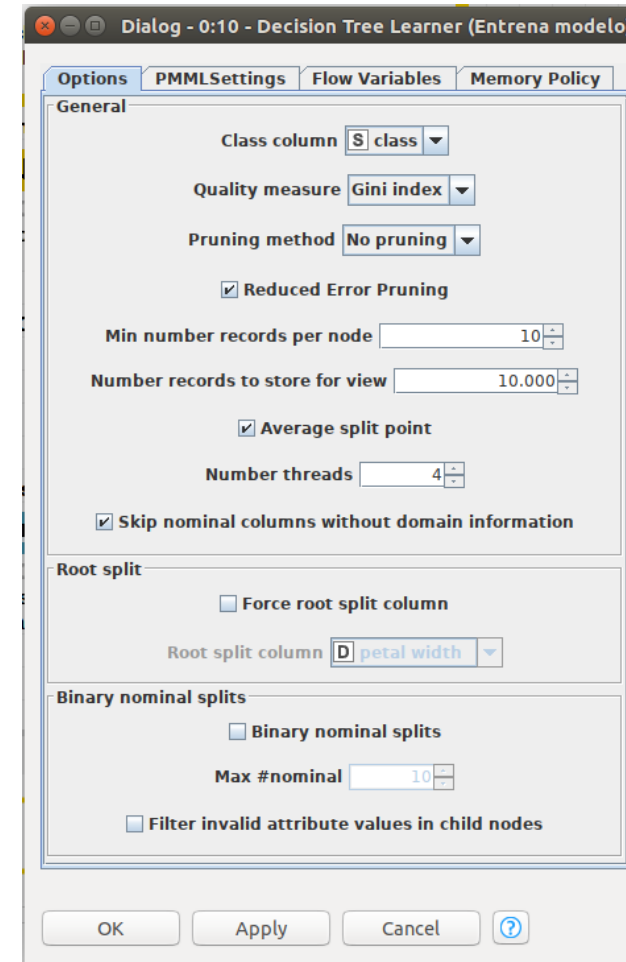 Dialog - 0:10 - Decision Tree Learner (Entrena modelo
Options PMMLSettings Flow Variables Memory Policy
General
Class column S class
Quality measure Gini index
Pruning method No pruning
Reduced Error Pruning
Min number records per node 10
Number records to store for view 10.000
Average split point
Number threads 4
Skip nominal columns without domain information
Root split
Force root split column
Root split column D petal width
Binary nominal splits
Binary nominal splits
Max #nominal 10
Filter invalid attribute values in child nodes
OK Apply Cancel ?